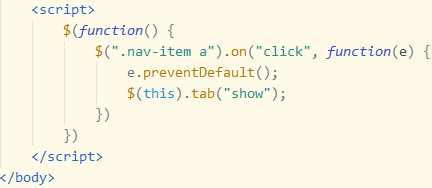 <script>
$(function() {
$(".nav-item a").on("click", function(e) {
e.preventDefault();
$(this).tab("show");
})
})
</script>
</body>